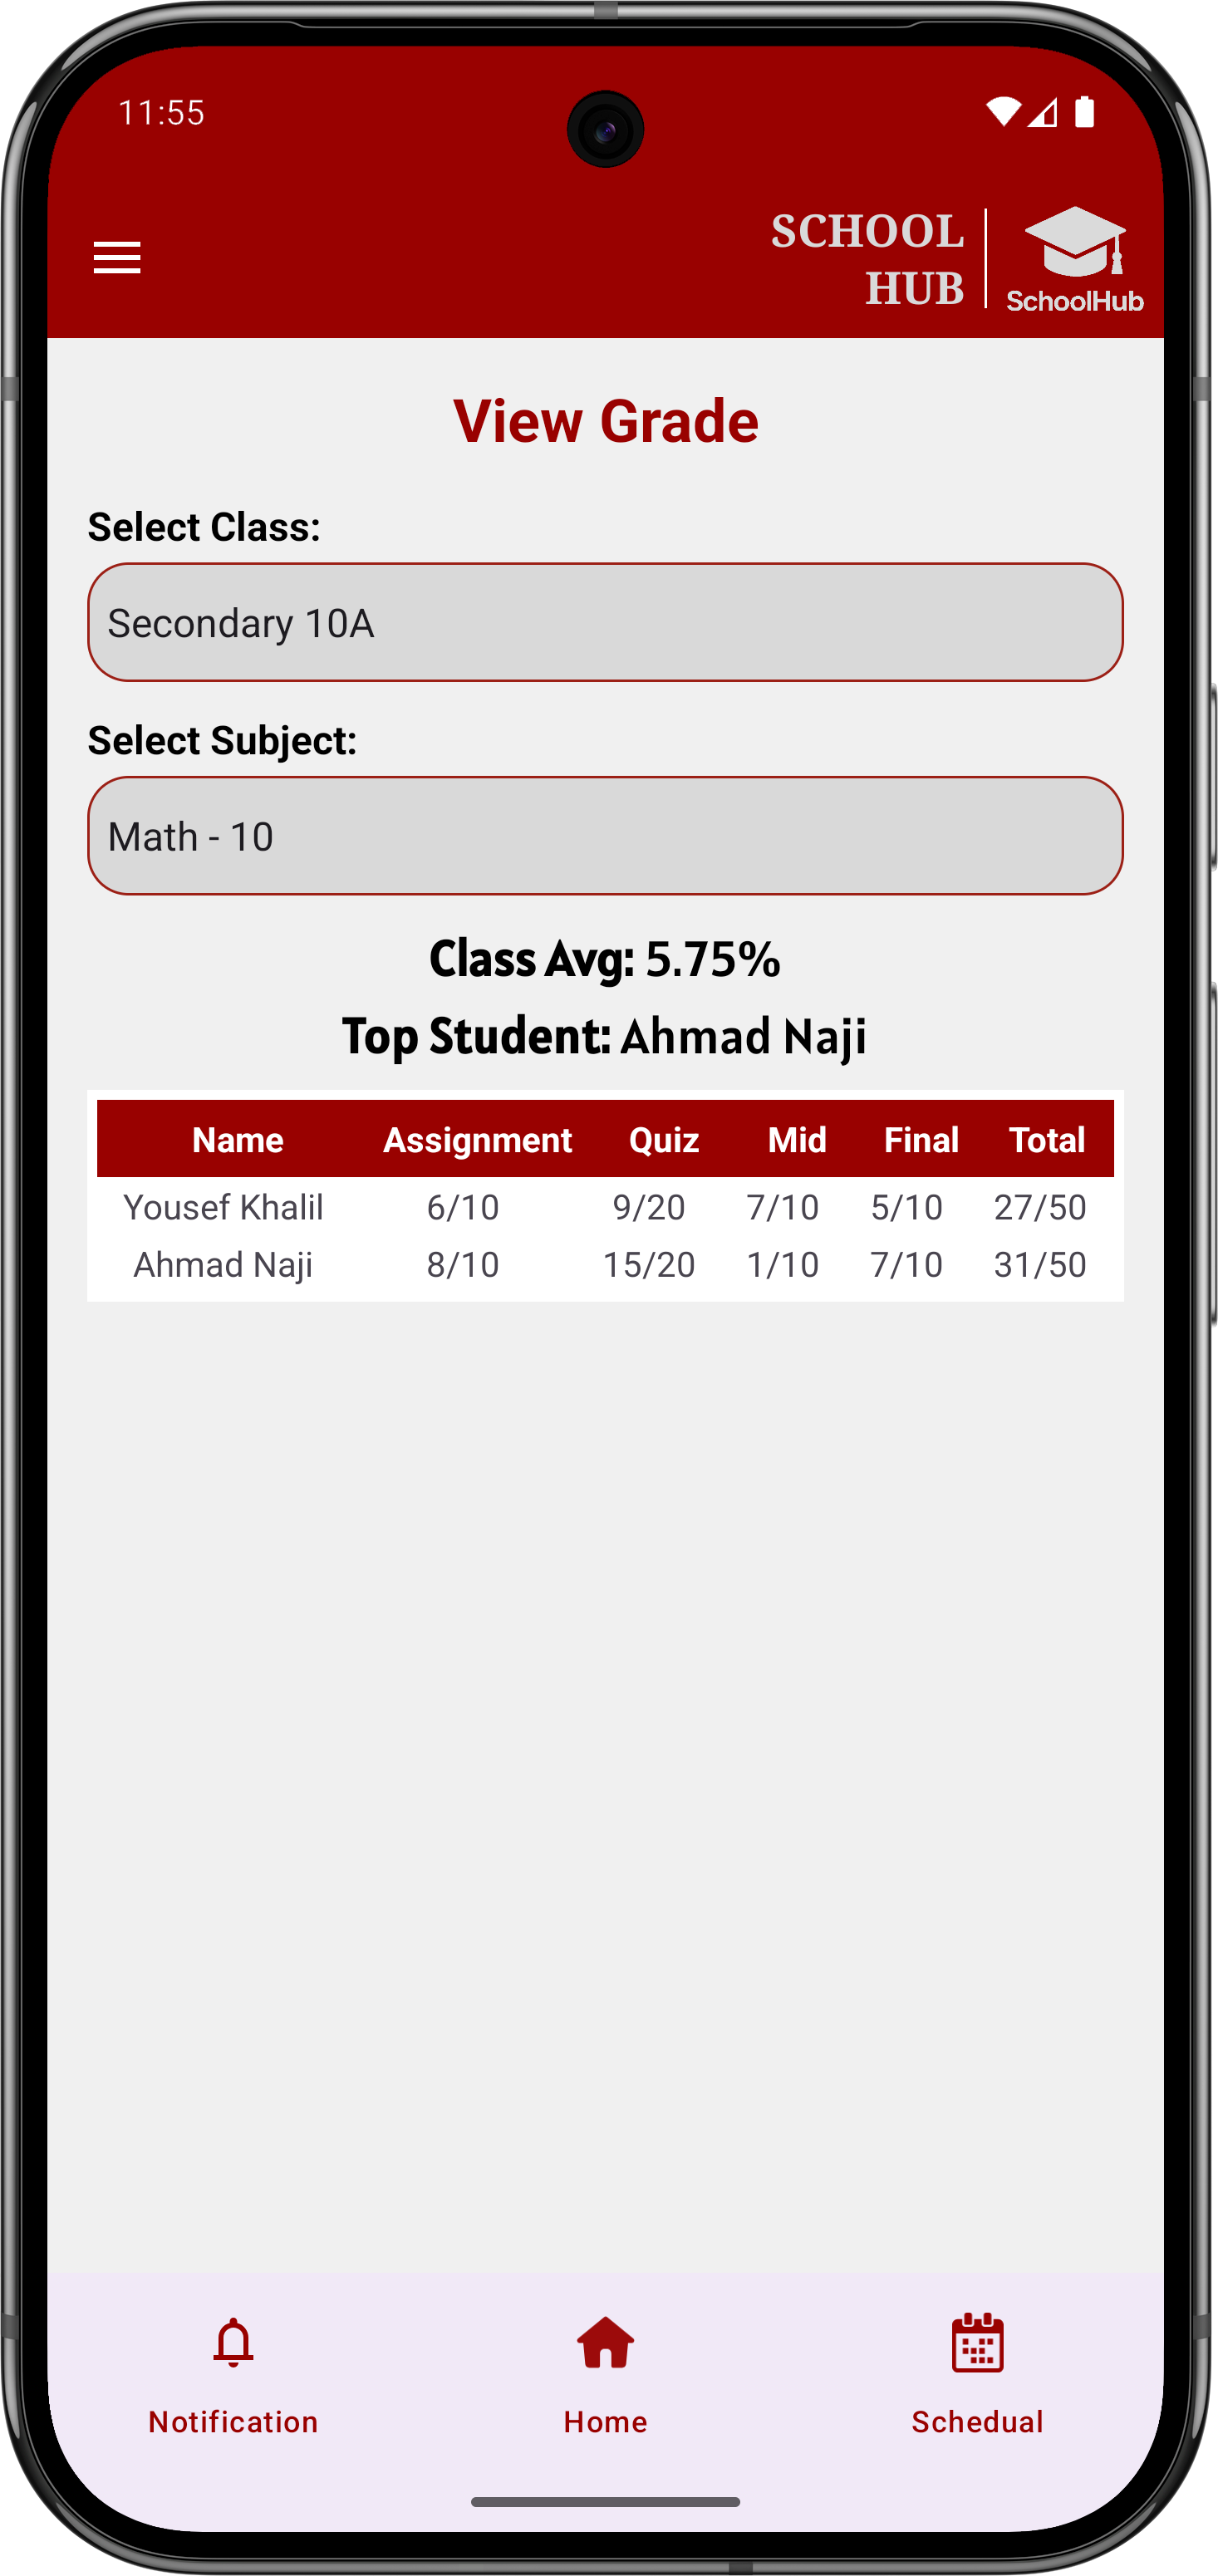 11:55
SCHOOL
HUB
SchoolHub
View Grade
Select Class:
Secondary 10A
Select Subject:
Math - 10
Class Avg: 5.75%
Top Student: Ahmad Naji
Name Assignment Quiz Mid Final Total
Yousef Khalil 6/10 9/20 7/10 5/10 27/50
Ahmad Naji 8/10 15/20 1/10 7/10 31/50
Notification Home Schedual